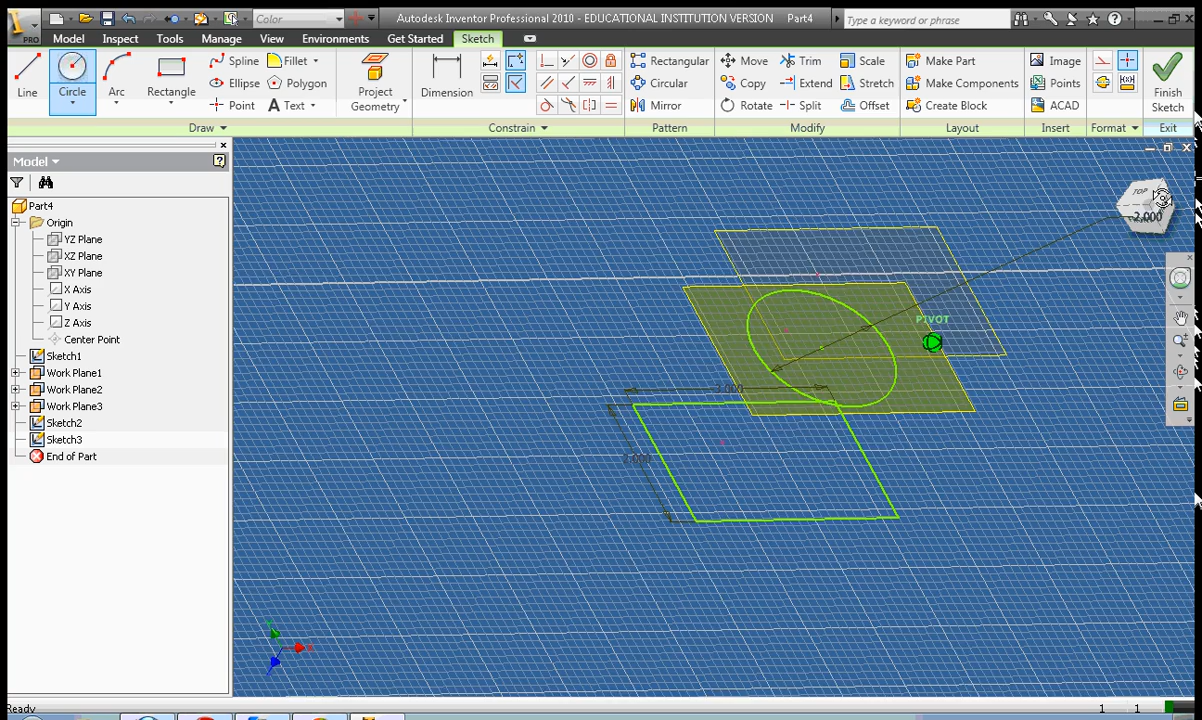 PRO
Color
Autodesk Inventor Professional 2010 - EDUCATIONAL INSTITUTION VERSION Part4
Type a keyword or phrase
Model Inspect Tools Manage View Environments Get Started Sketch
Line
Circle
Arc
Rectangle
Spline
Ellipse
Point
Fillet
Polygon
Text
Draw
Project
Geometry
Dimension
Constrain
Rectangular
Circular
Mirror
Pattern
Move
Copy
Rotate
Trim
Extend
Split
Scale
Stretch
Offset
Modify
Make Part
Make Components
Create Block
Layout
Image
Points
ACAD
Insert
Format
Finish
Sketch
Exit
Model
Part4
Origin
YZ Plane
XZ Plane
XY Plane
X Axis
Y Axis
Z Axis
Center Point
Sketch1
Work Plane1
Work Plane2
Work Plane3
Sketch2
Sketch3
End of Part
TOP
2.000
PIVOT
3.000
2.000
Y
X
Ready
1 1